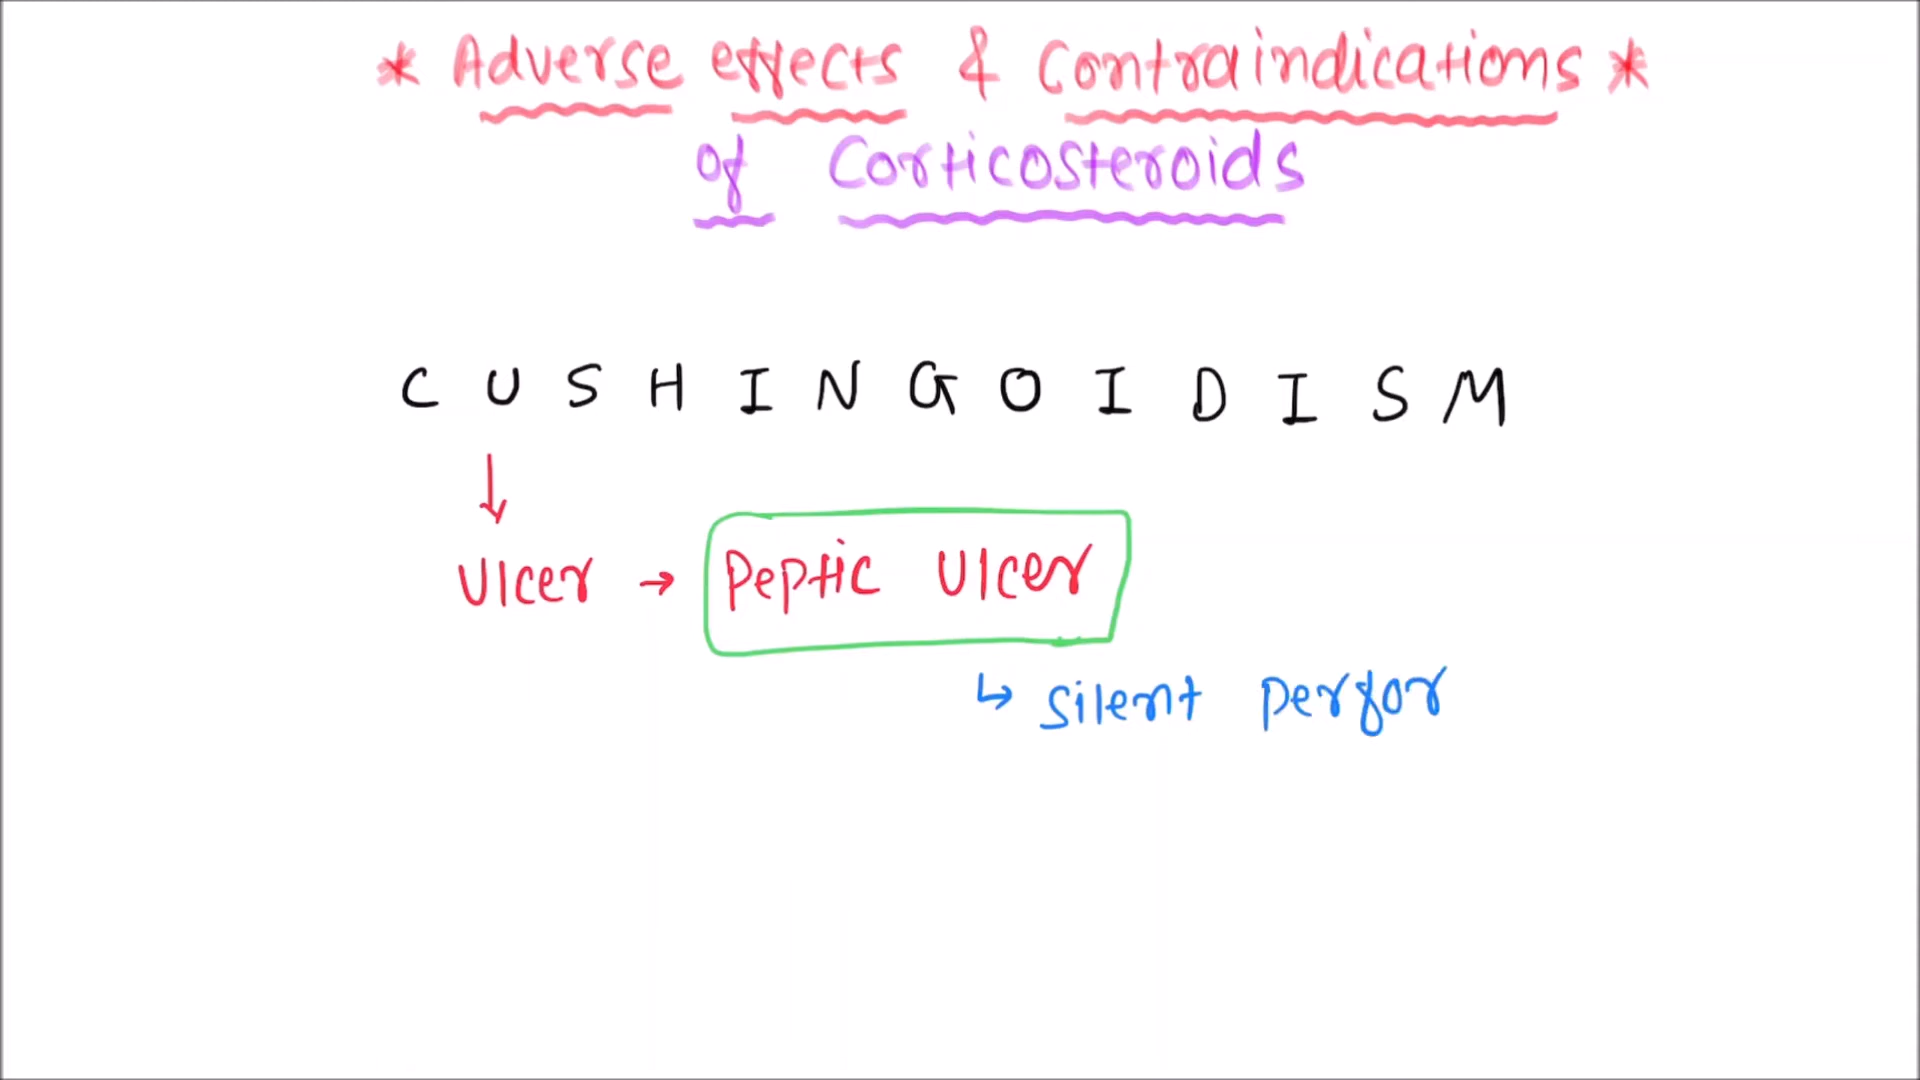 * Adverse effects & Contraindications *
of Corticosteroids
C U S H I N G O I D I S M
↓
Ulcer → Peptic Ulcer
↳ Silent perfor